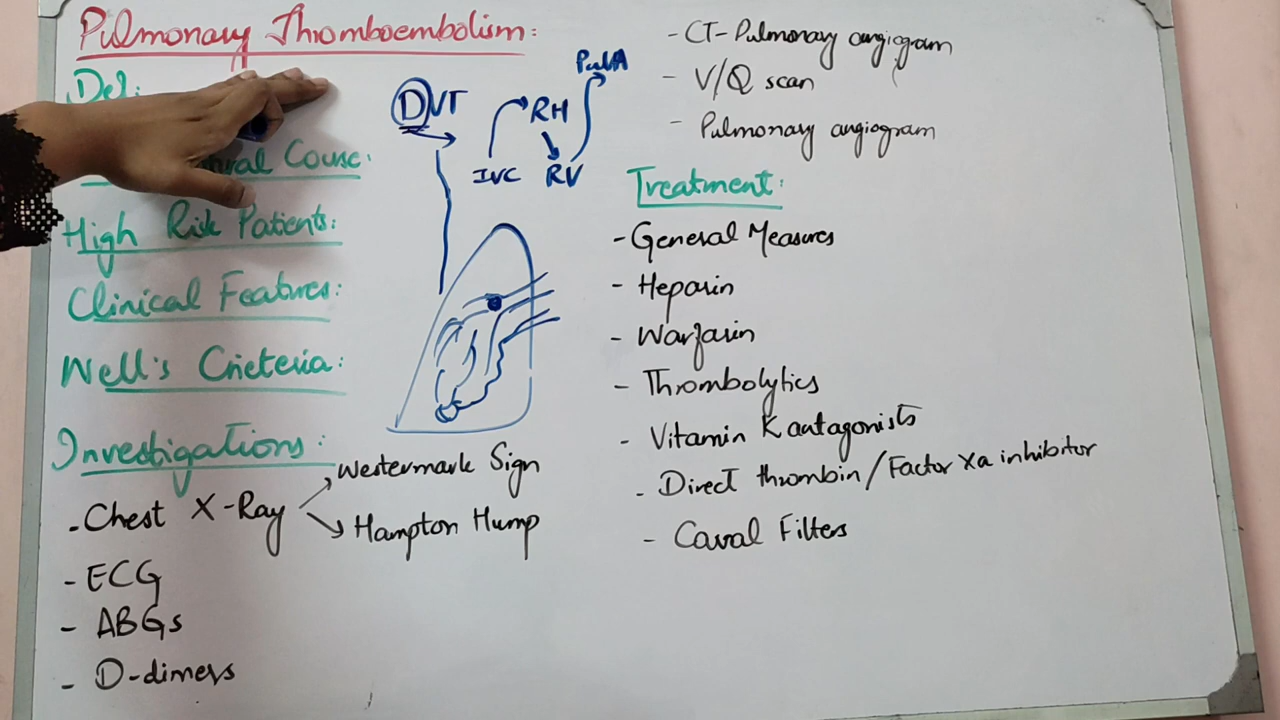 Pulmonary Thromboembolism:
Def:
Course:
High Risk Patients:
Clinical Features:
Well's Crieteria:
Investigations:
- Chest X-Ray
Westermark Sign
Hampton Hump
- ECG
- ABGs
- D-dimers
DVT
IVC
RH
RV
PulA
- CT-Pulmonary angiogram
- V/Q scan
- Pulmonary angiogram
Treatment:
- General Measures
- Heparin
- Warfarin
- Thrombolytics
- Vitamin K antagonists
- Direct thrombin/Factor Xa inhibitor
- Caval Filters